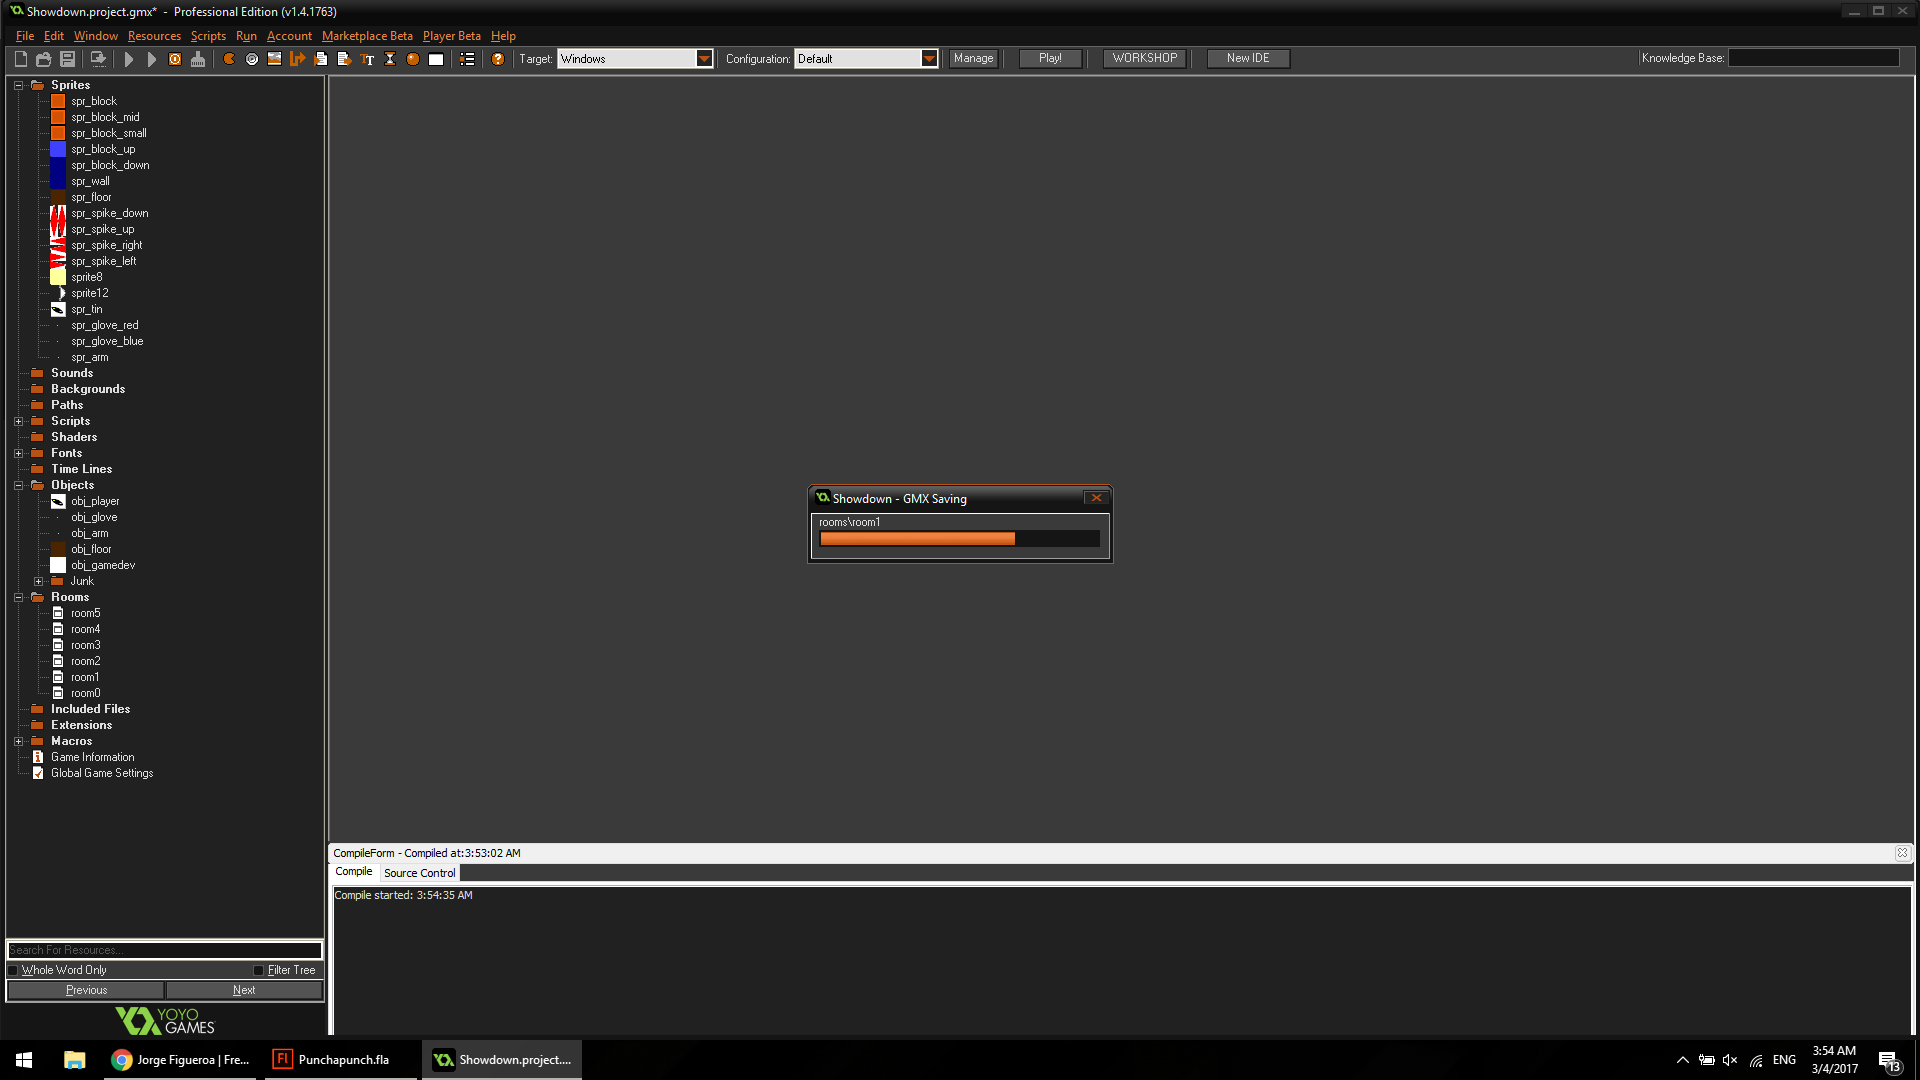 Showdown.project.gmx*  -  Professional Edition (v1.4.1763)
File Edit Window Resources Scripts Run Account Marketplace Beta Player Beta Help
Target: Windows Configuration: Default Manage Play! WORKSHOP New IDE Knowledge Base:
Sprites
spr_block
spr_block_mid
spr_block_small
spr_block_up
spr_block_down
spr_wall
spr_floor
spr_spike_down
spr_spike_up
spr_spike_right
spr_spike_left
sprite8
sprite12
spr_tin
spr_glove_red
spr_glove_blue
spr_arm
Sounds
Backgrounds
Paths
Scripts
Shaders
Fonts
Time Lines
Objects
obj_player
obj_glove
obj_arm
obj_floor
obj_gamedev
Junk
Rooms
room5
room4
room3
room2
room1
room0
Included Files
Extensions
Macros
Game Information
Global Game Settings
Search For Resources...
Whole Word Only Filter Tree
Previous Next
YOYO
GAMES
Showdown - GMX Saving
rooms\room1
CompileForm - Compiled at:3:53:02 AM
Compile Source Control
Compile started: 3:54:35 AM
Jorge Figueroa | Fre... Fl Punchapunch.fla Showdown.project....
ENG
3:54 AM
3/4/2017
13